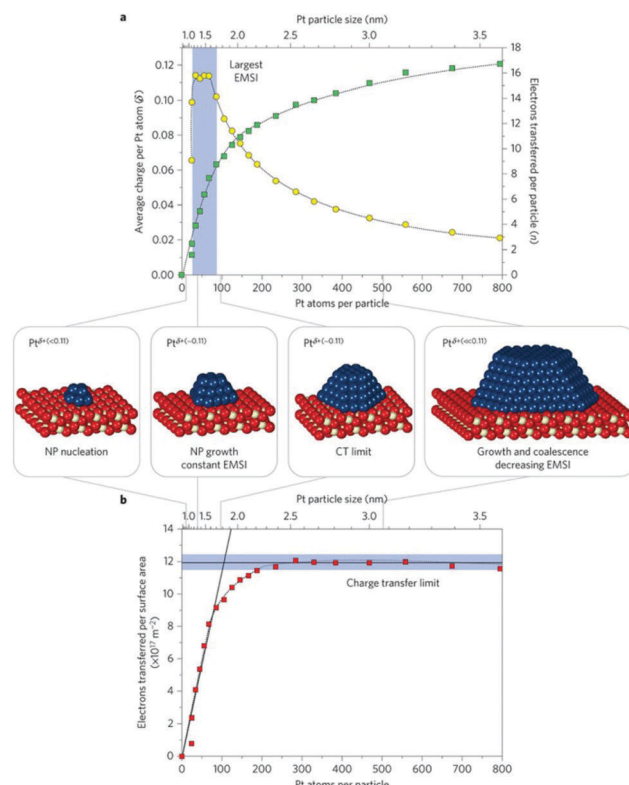 Pt particle size (nm)
a
1.0 1.5 2.0 2.5 3.0 3.5
Largest
EMSI
0.12
0.10
0.08
0.06
0.04
0.02
0.00
Average charge per Pt atom (δ̄)
18
16
14
12
10
8
6
4
2
0
Electrons transferred per particle (n)
0 100 200 300 400 500 600 700 800
Pt atoms per particle
Ptδ+(<0.11)
NP nucleation
Ptδ+(~0.11)
NP growth
constant EMSI
Ptδ+(~0.11)
CT limit
Ptδ+(≪0.11)
Growth and coalescence
decreasing EMSI
b
Pt particle size (nm)
1.0 1.5 2.0 2.5 3.0 3.5
14
12
10
8
6
4
2
0
Electrons transferred per surface area
(×10¹⁷ m⁻²)
Charge transfer limit
0 100 200 300 400 500 600 700 800
Pt atoms per particle